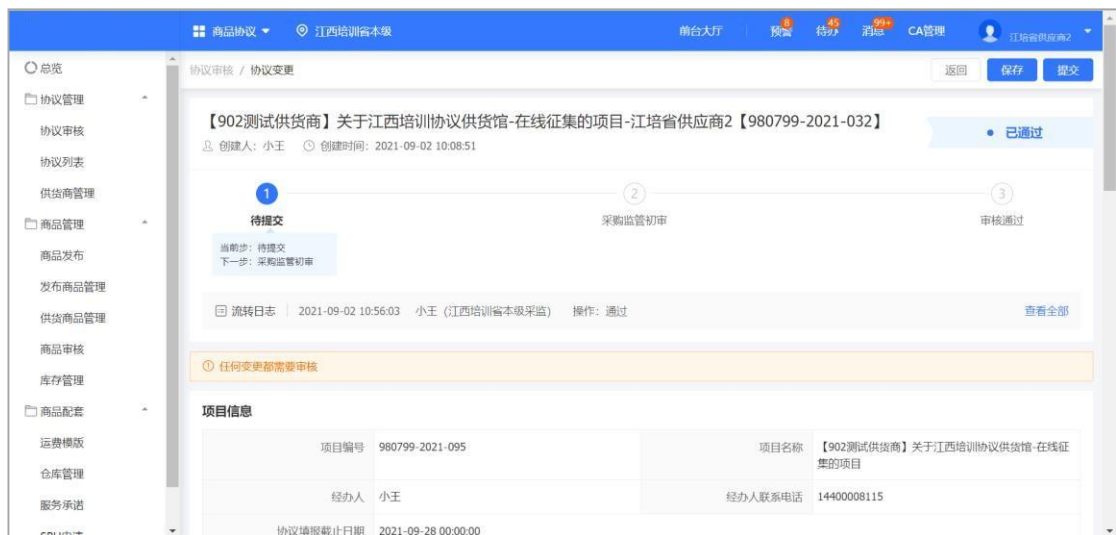 商品协议 江西培训省本级 前台大厅 预警 8 待办 45 消息 99+ CA管理 江培省供应商2
总览
协议管理
协议审核
协议列表
供货商管理
商品管理
商品发布
发布商品管理
供货商品管理
商品审核
库存管理
商品配套
运费模版
仓库管理
服务承诺
协议审核 / 协议变更 返回 保存 提交
【902测试供货商】关于江西培训协议供货馆-在线征集的项目-江培省供应商2【980799-2021-032】 已通过
创建人：小王 创建时间：2021-09-02 10:08:51
1 2 3
待提交 采购监管初审 审核通过
当前步：待提交
下一步：采购监管初审
流转日志 2021-09-02 10:56:03 小王（江西培训省本级采监） 操作：通过 查看全部
任何变更都需要审核
项目信息
项目编号 980799-2021-095 项目名称 【902测试供货商】关于江西培训协议供货馆-在线征
集的项目
经办人 小王 经办人联系电话 14400008115
协议填报截止日期 2021-09-28 00:00:00